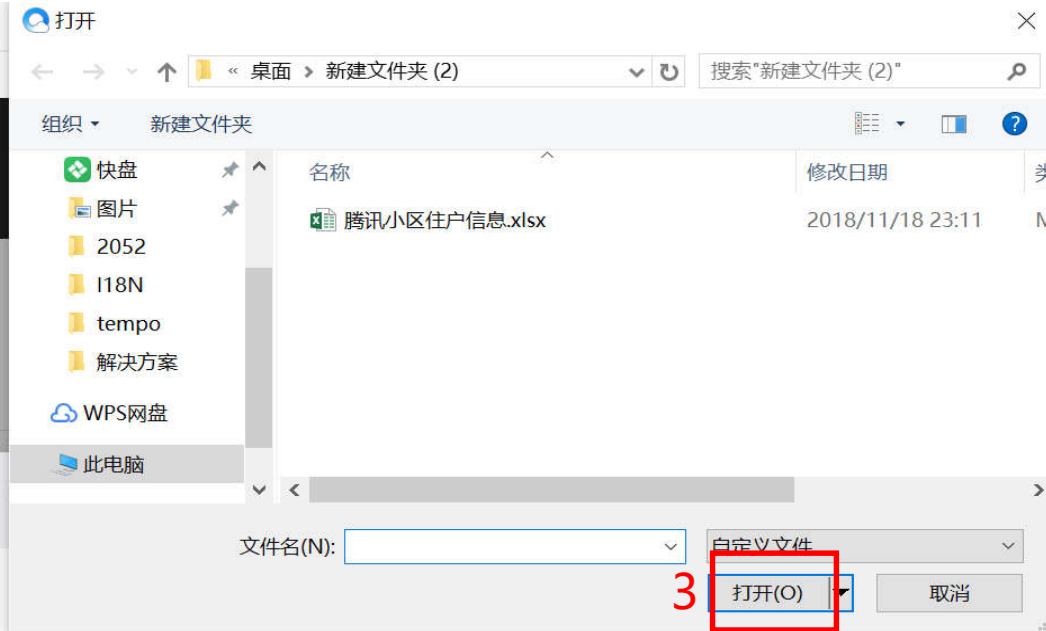 打开
« 桌面 › 新建文件夹 (2)
搜索"新建文件夹 (2)"
组织
新建文件夹
快盘
图片
2052
I18N
tempo
解决方案
WPS网盘
此电脑
名称
修改日期
腾讯小区住户信息.xlsx
2018/11/18 23:11
文件名(N):
自定义文件
3
打开(O)
取消